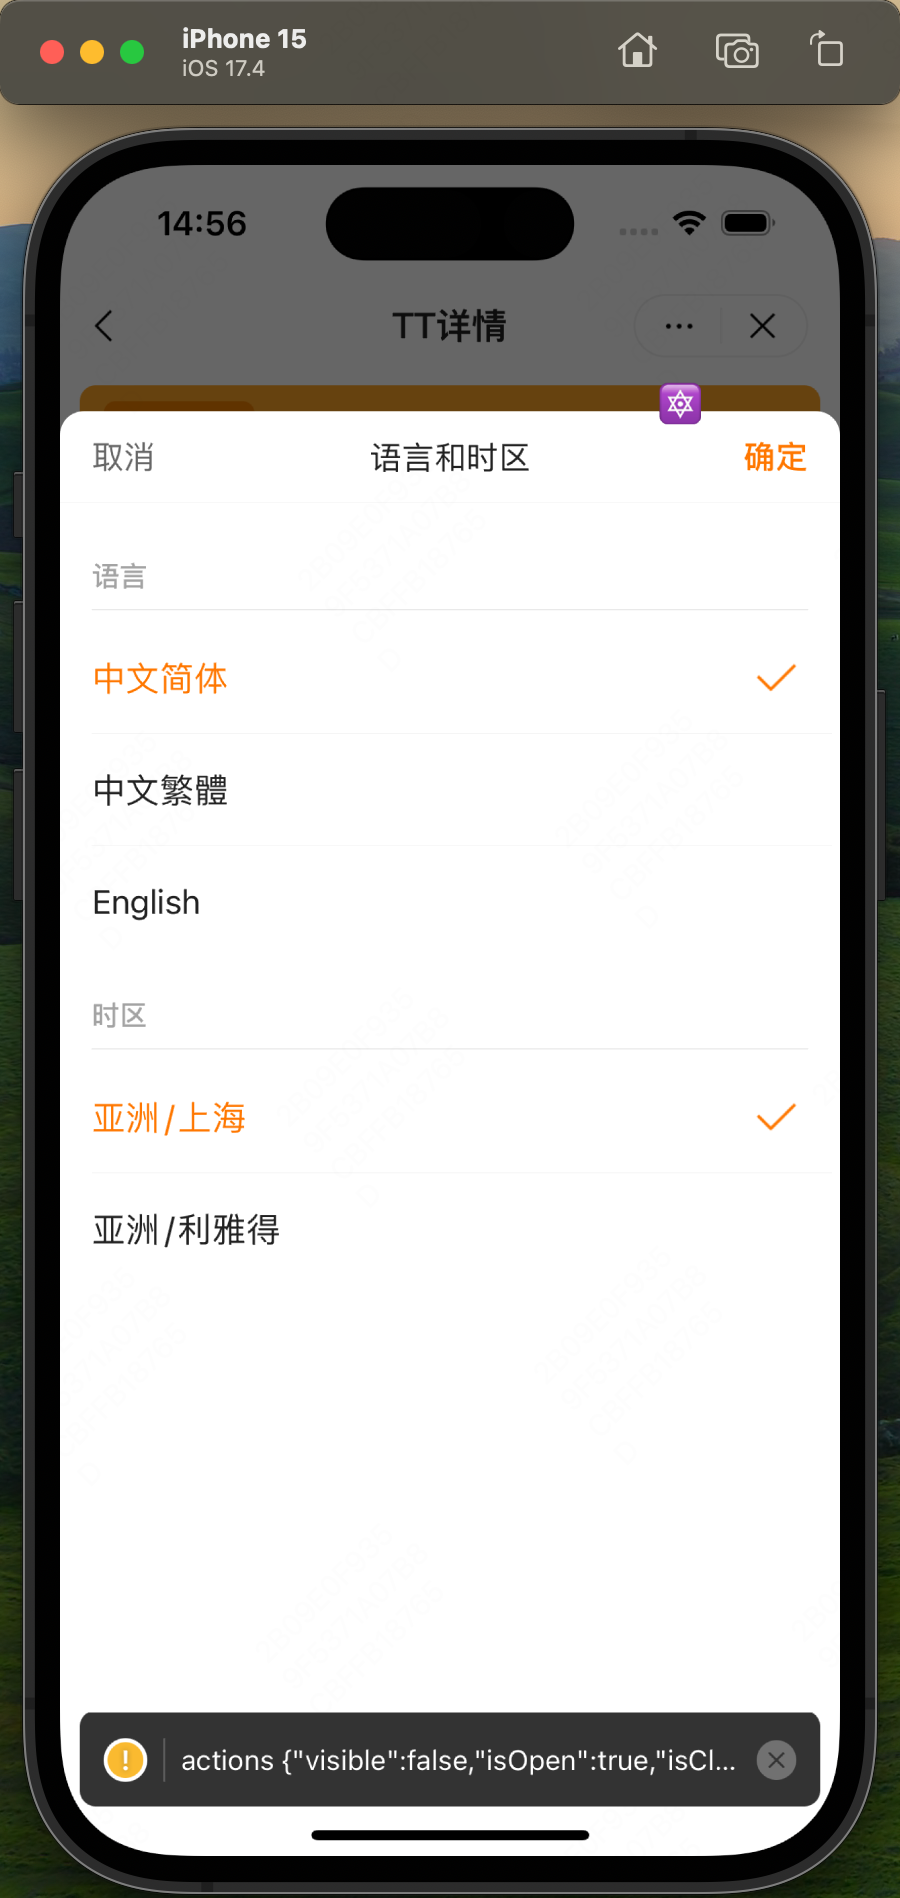 iPhone 15
iOS 17.4
14:56
TT详情
取消
语言和时区
确定
语言
中文简体
中文繁體
English
时区
亚洲/上海
亚洲/利雅得
actions {"visible":false,"isOpen":true,"isCl...